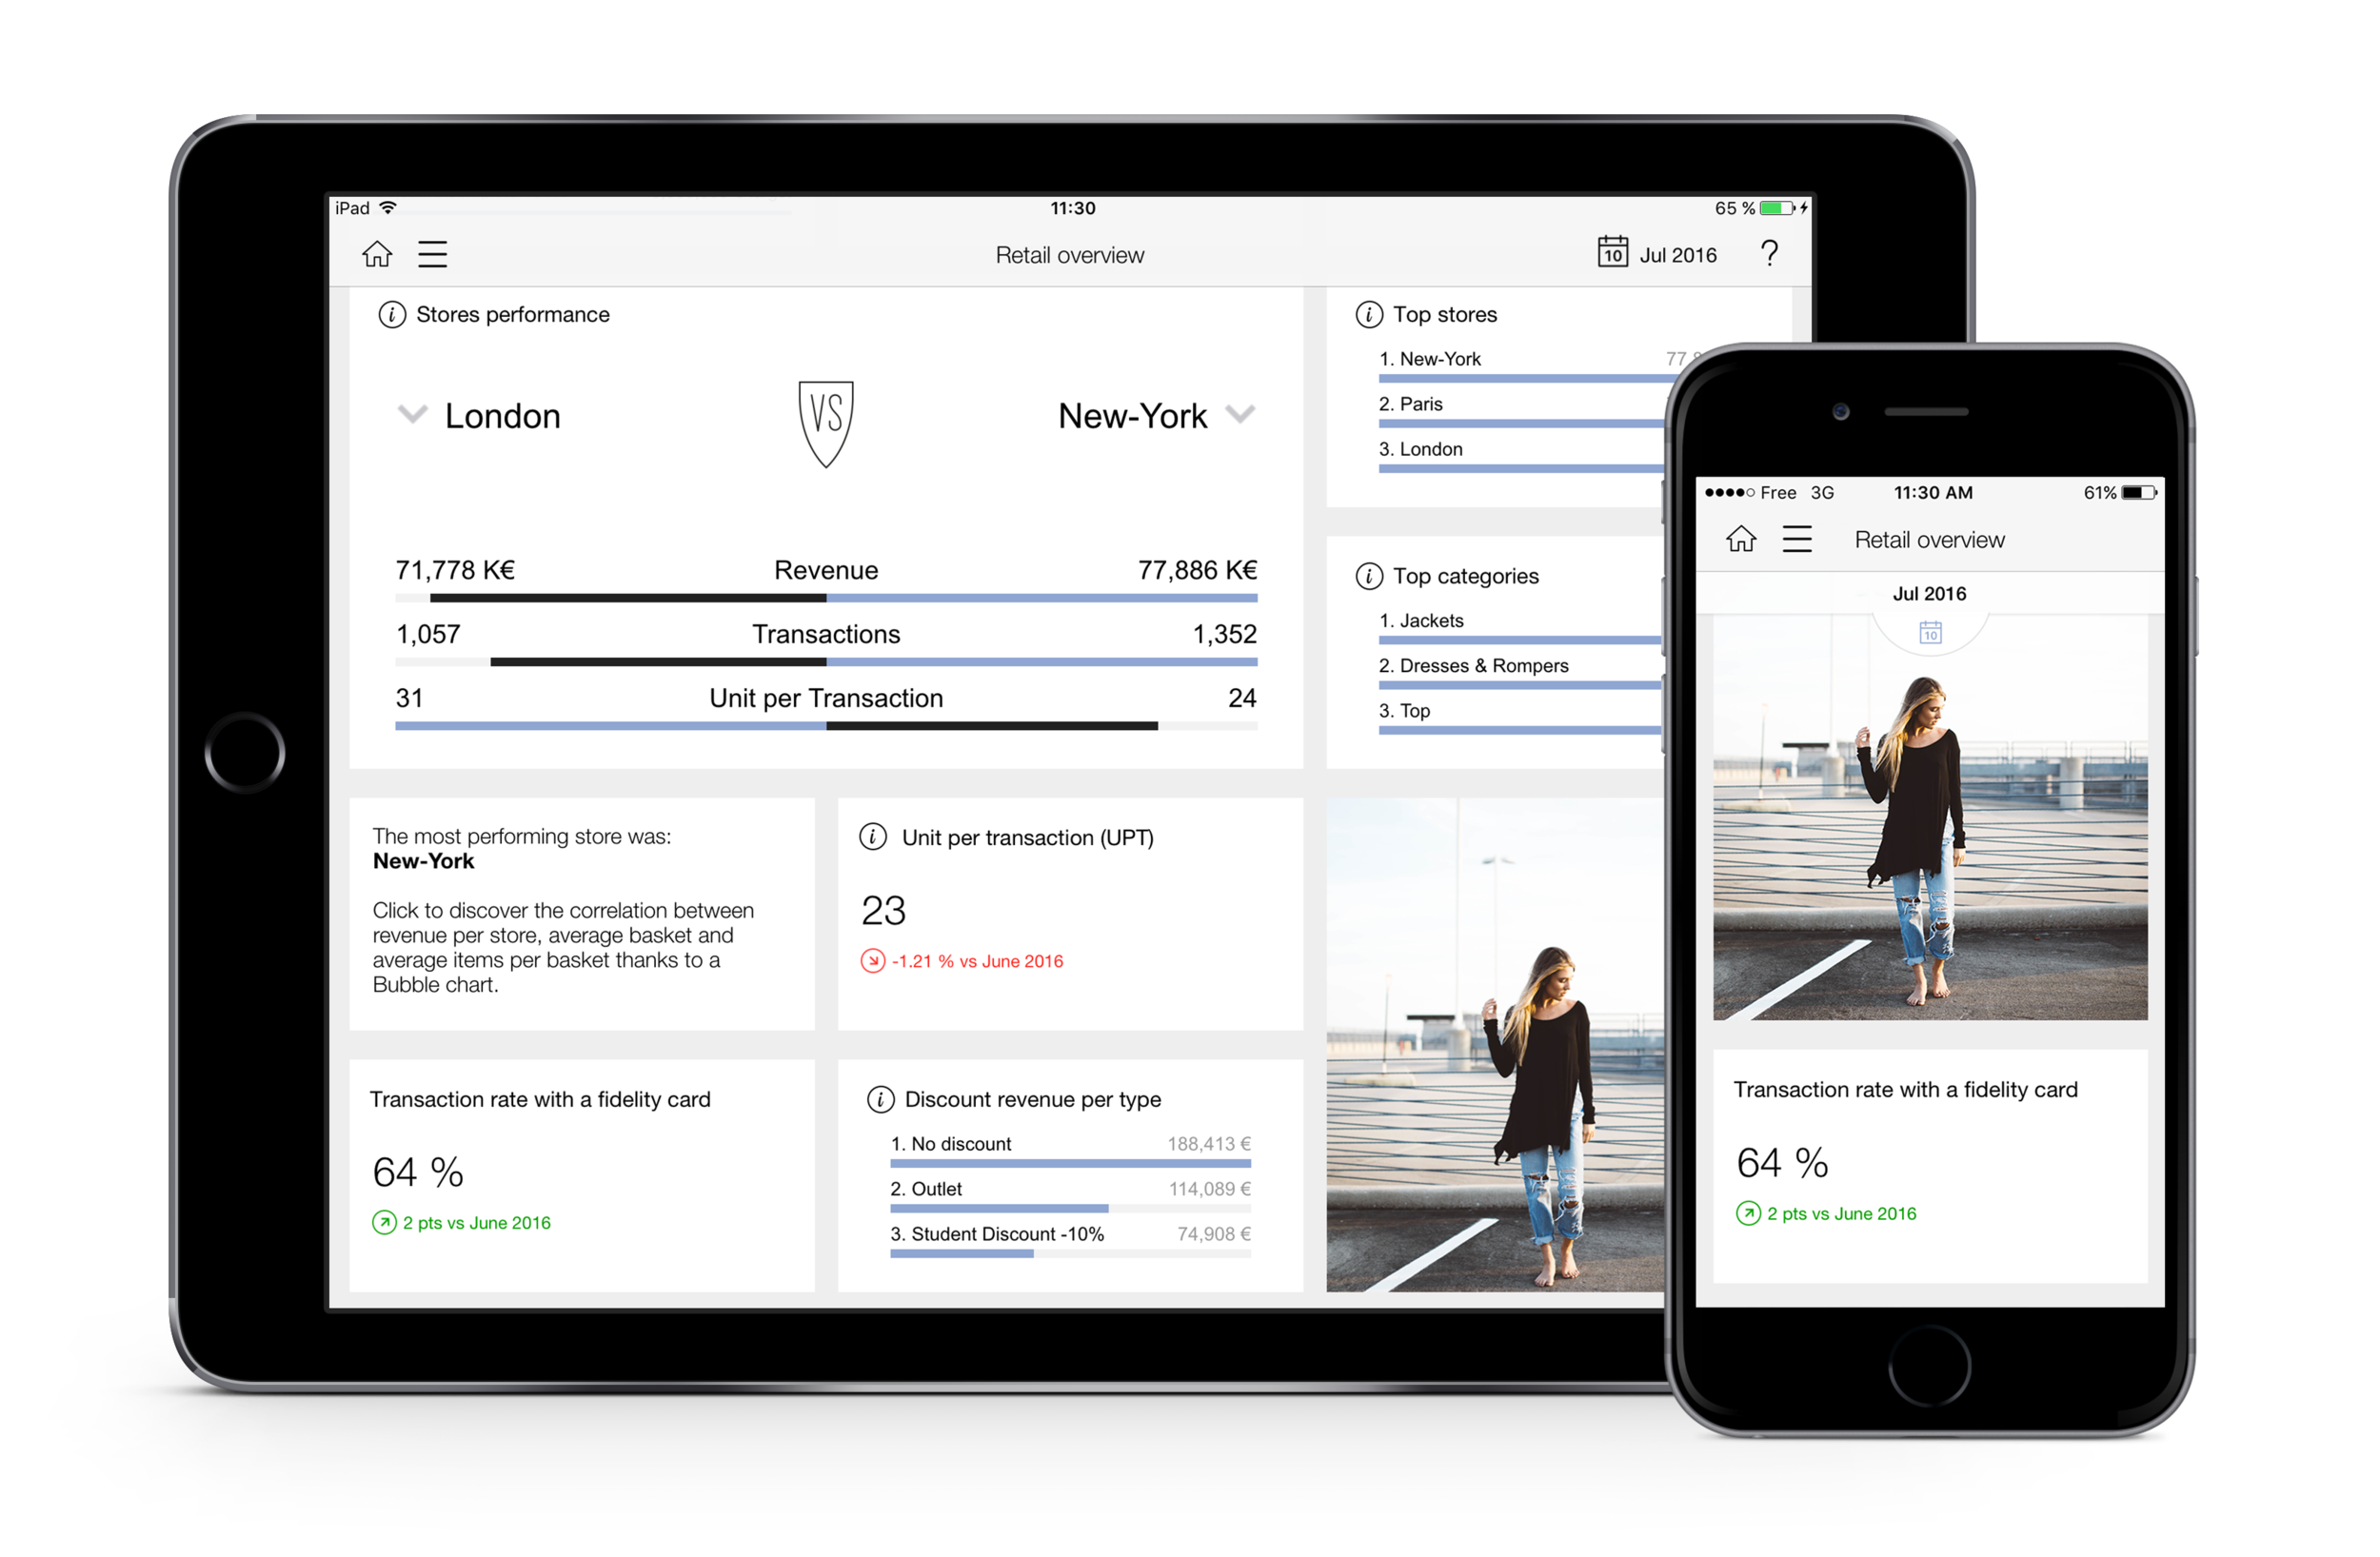 iPad 11:30 65 %
10 Jul 2016 ?
Retail overview
Stores performance
London VS New-York
71,778 K€ Revenue 77,886 K€
1,057 Transactions 1,352
31 Unit per Transaction 24
Top stores
1. New-York 77
2. Paris
3. London
Top categories
1. Jackets
2. Dresses & Rompers
3. Top
The most performing store was:
New-York
Click to discover the correlation between
revenue per store, average basket and
average items per basket thanks to a
Bubble chart.
Unit per transaction (UPT)
23
-1.21 % vs June 2016
Transaction rate with a fidelity card
64 %
2 pts vs June 2016
Discount revenue per type
1. No discount 188,413 €
2. Outlet 114,089 €
3. Student Discount -10% 74,908 €
Free 3G 11:30 AM 61%
Retail overview
Jul 2016
10
Transaction rate with a fidelity card
64 %
2 pts vs June 2016